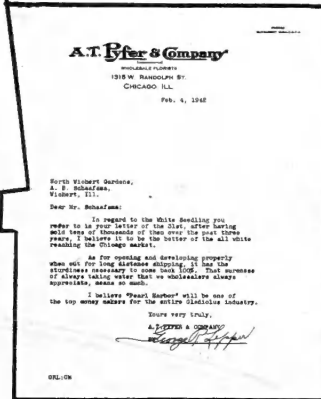 A.T. Pyfer & Company
WHOLESALE FLORISTS
1315 W. RANDOLPH ST.
CHICAGO ILL.
Feb. 4, 1942
North Wichert Gardens,
A. B. Schaafsma,
Wichert, Ill.
Dear Mr. Schaafsma:
In regard to the White Seedling you
refer to in your letter of the 31st, after having
sold tens of thousands of them over the past three
years, I believe it to be the better of the all white
reaching the Chicago market.
As for opening and developing properly
when cut for long distance shipping, it has the
sturdiness necessary to come back 100%. That sureness
of always taking water that we wholesalers always
appreciate, means so much.
I believe "Pearl Harbor" will be one of
the top money makers for the entire Gladiolus industry.
Yours very truly,
A.T. PYFER & COMPANY
George R. Lepper
GRL:GM